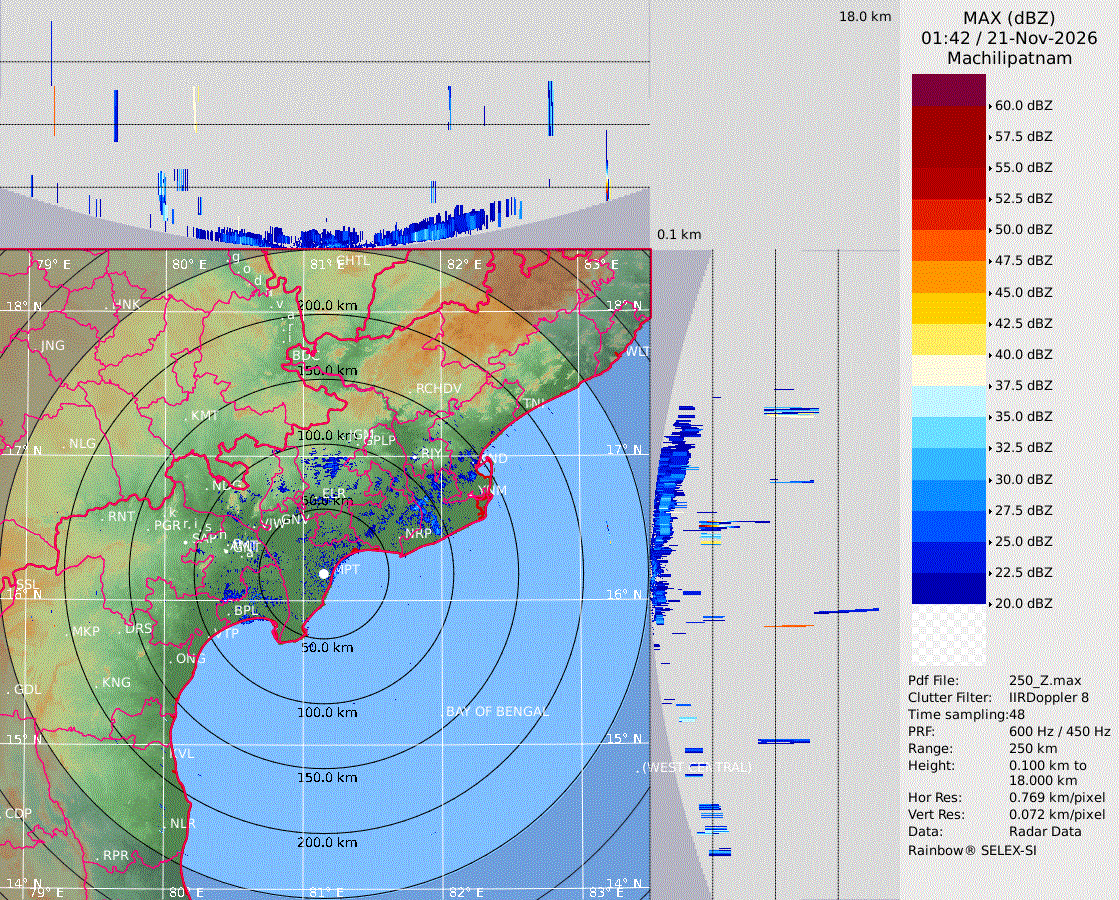 18.0 km
0.1 km
MAX (dBZ)
01:42 / 21-Nov-2026
Machilipatnam
60.0 dBZ
57.5 dBZ
55.0 dBZ
52.5 dBZ
50.0 dBZ
47.5 dBZ
45.0 dBZ
42.5 dBZ
40.0 dBZ
37.5 dBZ
35.0 dBZ
32.5 dBZ
30.0 dBZ
27.5 dBZ
25.0 dBZ
22.5 dBZ
20.0 dBZ
Pdf File: 250_Z.max
Clutter Filter: IIRDoppler 8
Time sampling:48
PRF: 600 Hz / 450 Hz
Range: 250 km
Height: 0.100 km to
18.000 km
Hor Res: 0.769 km/pixel
Vert Res: 0.072 km/pixel
Data: Radar Data
Rainbow® SELEX-SI
79° E 80° E 81° E 82° E 83° E
18° N 18° N
200.0 km
JNG
BDC
150.0 km
RCHDV
KMT
100.0 km
NLG
GPLP
RJY
17° N 17° N
ELR
50.0 km
RNT
PGR
GNV
NRP
SSL
16° N 16° N
BPL
MKP
DRS
50.0 km
ONG
KNG
GDL
100.0 km
BAY OF BENGAL
15° N 15° N
KVL
(WEST CENTRAL)
150.0 km
CDP
NLR
200.0 km
RPR
14° N 14° N
79° E 80° E 81° E 82° E 83° E